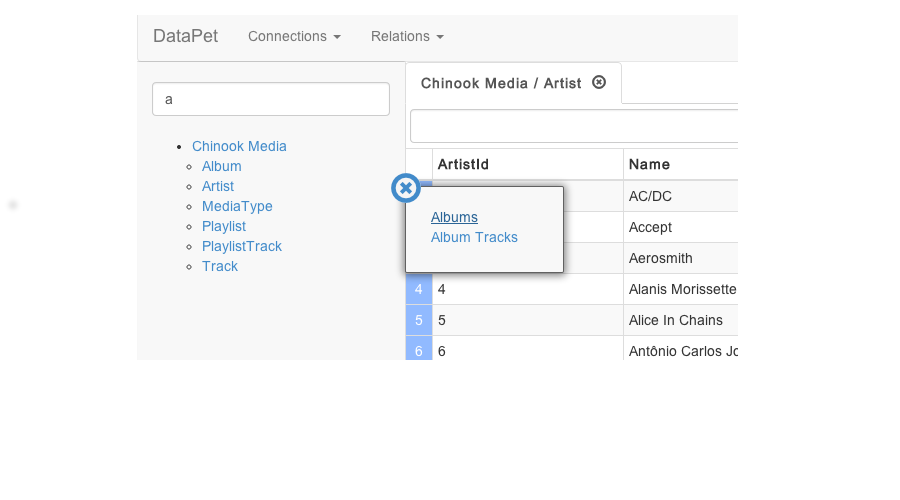 DataPet Connections Relations
a
Chinook Media
Album
Artist
MediaType
Playlist
PlaylistTrack
Track
Chinook Media / Artist
ArtistId Name
AC/DC
Accept
Aerosmith
4 4 Alanis Morissette
5 5 Alice In Chains
6 6 Antônio Carlos Jo
Albums
Album Tracks